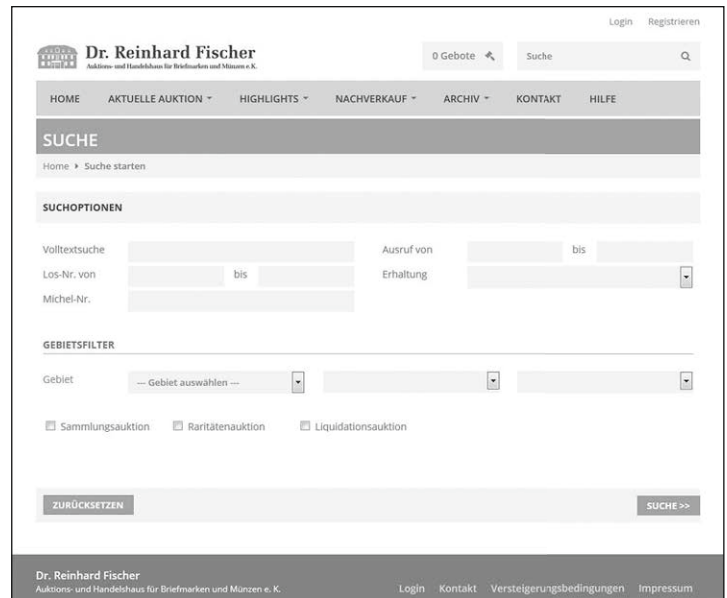 Login Registrieren
Dr. Reinhard Fischer
Auktions- und Handelshaus für Briefmarken und Münzen e. K.
0 Gebote Suche
HOME AKTUELLE AUKTION HIGHLIGHTS NACHVERKAUF ARCHIV KONTAKT HILFE
SUCHE
Home Suche starten
SUCHOPTIONEN
Volltextsuche Ausruf von bis
Los-Nr. von bis Erhaltung
Michel-Nr.
GEBIETSFILTER
Gebiet --- Gebiet auswählen ---
Sammlungsauktion Raritätenauktion Liquidationsauktion
ZURÜCKSETZEN SUCHE >>
Dr. Reinhard Fischer
Auktions- und Handelshaus für Briefmarken und Münzen e. K. Login Kontakt Versteigerungsbedingungen Impressum